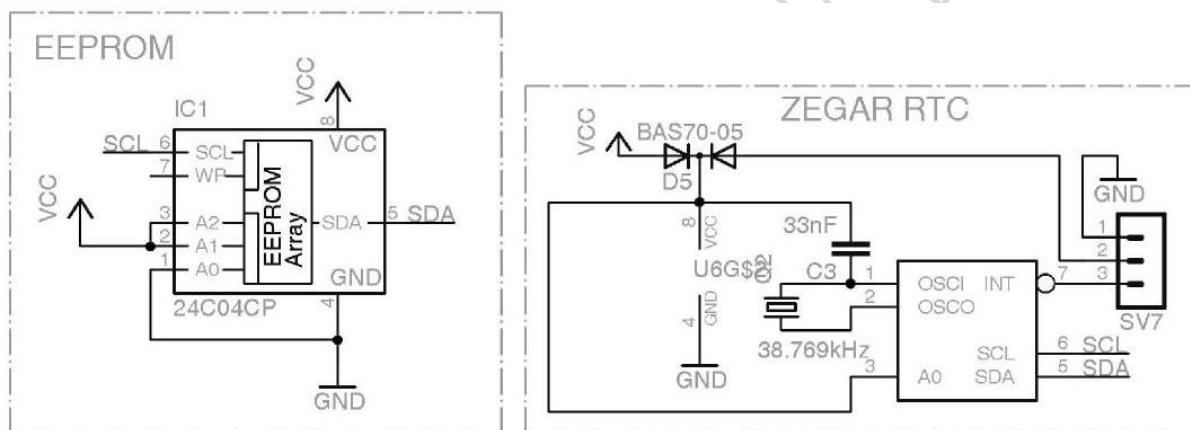 EEPROM
VCC
IC1
8
VCC
SCL 6 SCL
7 WP
VCC
3 A2
2 A1
1 A0
EEPROM
Array
SDA 5 SDA
GND
4
24C04CP
GND
ZEGAR RTC
VCC
BAS70-05
D5
GND
1
2
3
SV7
8
VCC
33nF
U6G$2
C3
4
GND
GND
38.769kHz
1 OSCI INT 7
2 OSCO
SCL 6 SCL
3 A0 SDA 5 SDA